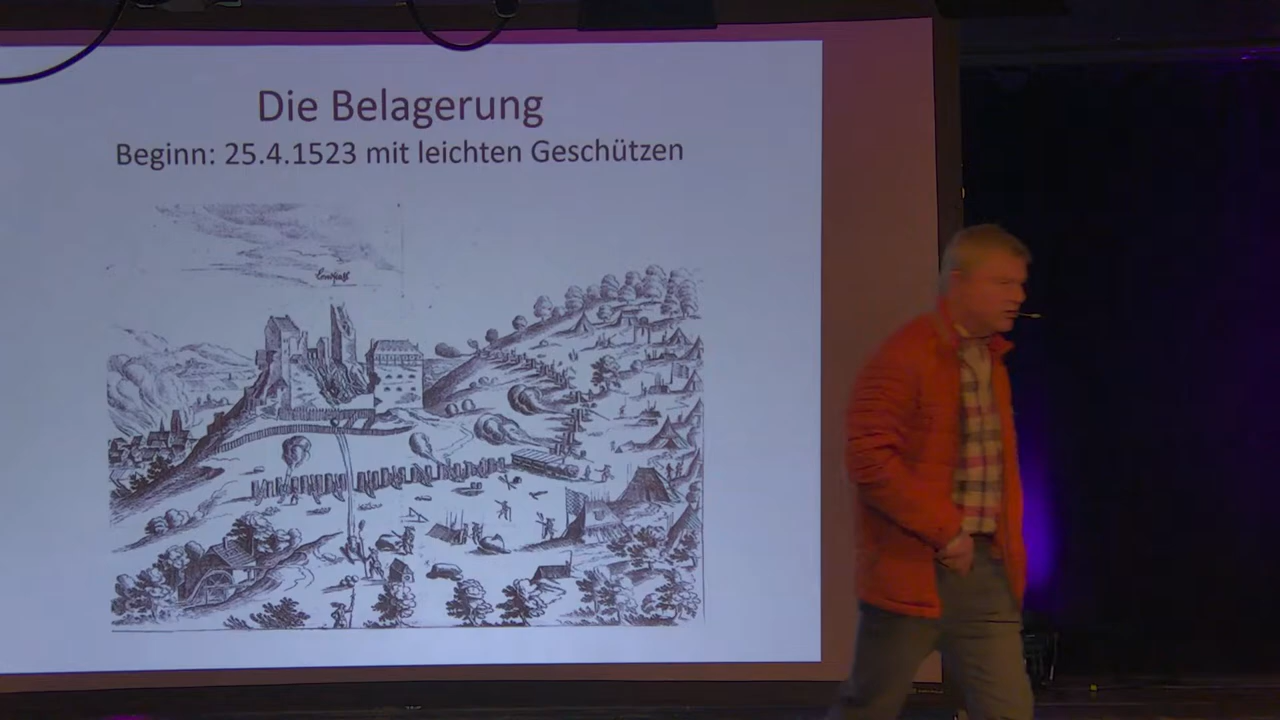 Die Belagerung
Beginn: 25.4.1523 mit leichten Geschützen